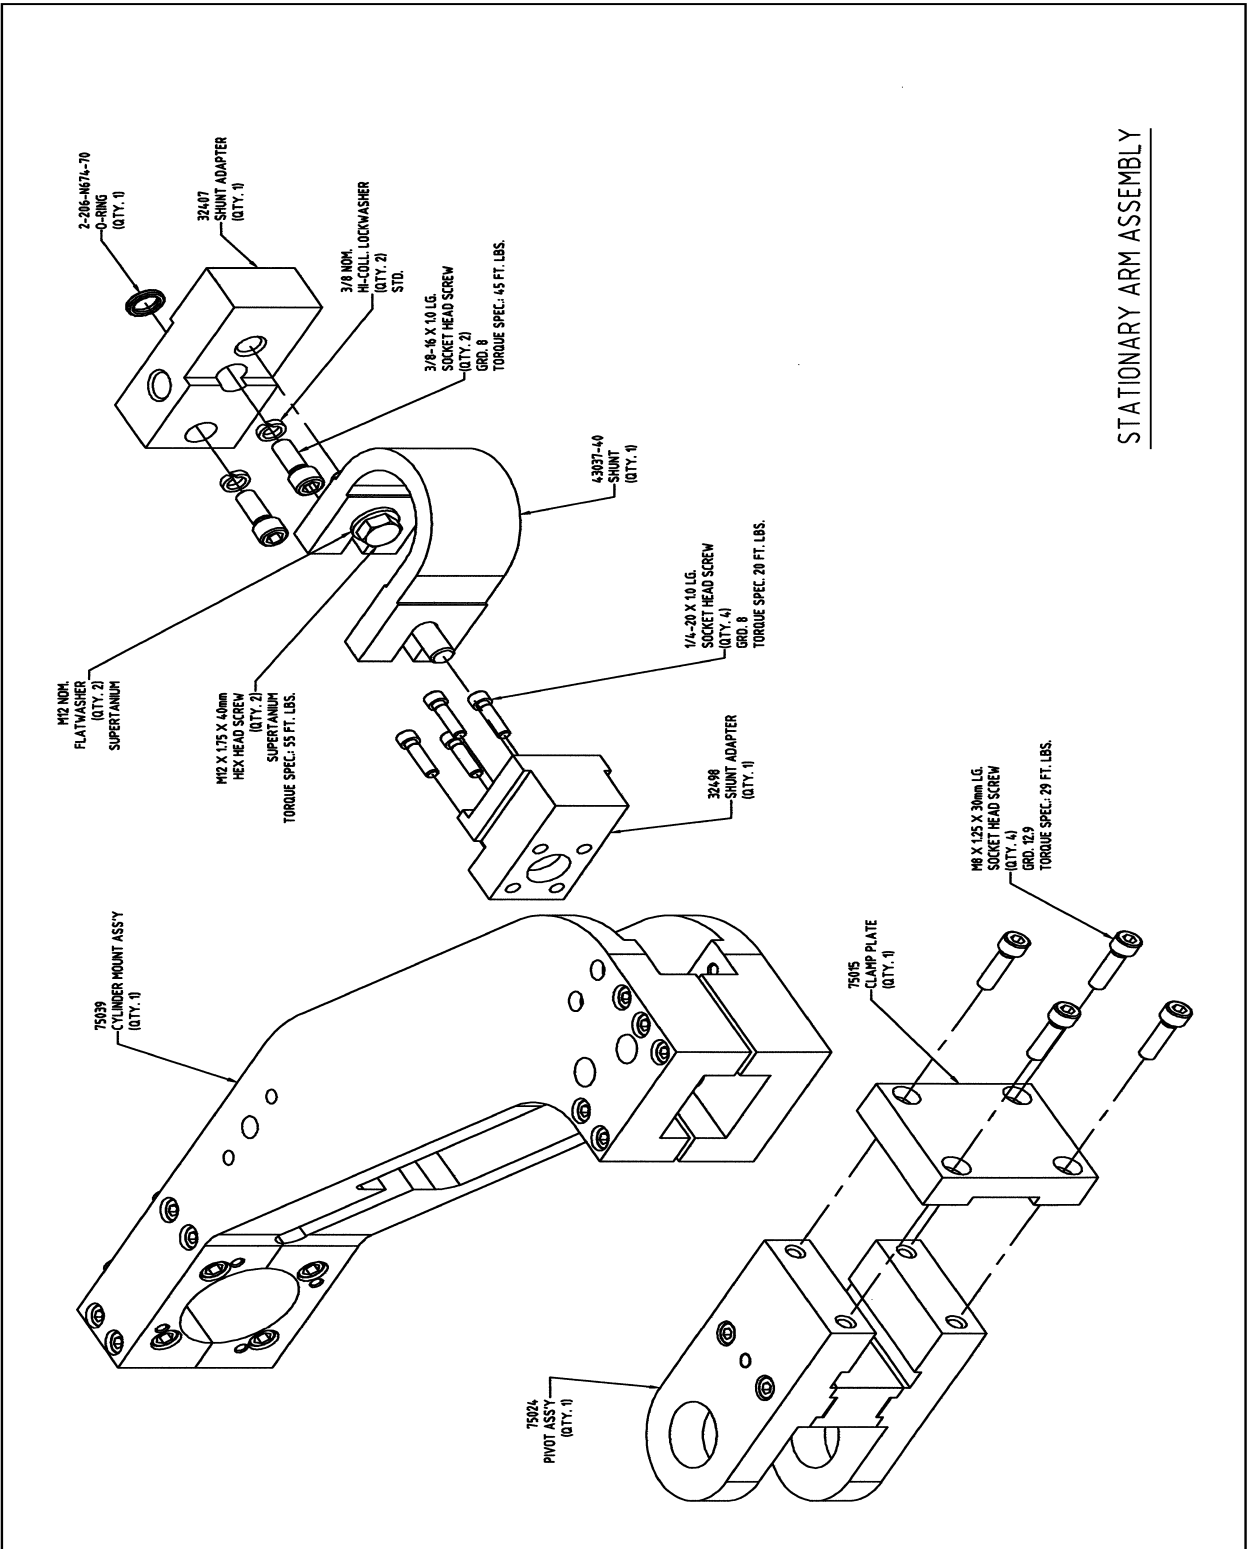 2-206-N674-70
O-RING
(QTY. 1)
32407
SHUNT ADAPTER
(QTY. 1)
3/8 NOM.
HI-COLL. LOCKWASHER
(QTY. 2)
STD.
3/8-16 X 1.0 LG.
SOCKET HEAD SCREW
(QTY. 2)
GRD. 8
TORQUE SPEC.: 45 FT. LBS.
43037-40
SHUNT
(QTY. 1)
M12 NOM.
FLATWASHER
(QTY. 2)
SUPERTANIUM
M12 X 1.75 X 40mm
HEX HEAD SCREW
(QTY. 2)
SUPERTANIUM
TORQUE SPEC.: 55 FT. LBS.
1/4-20 X 1.0 LG.
SOCKET HEAD SCREW
(QTY. 4)
GRD. 8
TORQUE SPEC. 20 FT. LBS.
32498
SHUNT ADAPTER
(QTY. 1)
75039
CYLINDER MOUNT ASS'Y
(QTY. 1)
M8 X 1.25 X 30mm LG.
SOCKET HEAD SCREW
(QTY. 4)
GRD. 12.9
TORQUE SPEC.: 29 FT. LBS.
75015
CLAMP PLATE
(QTY. 1)
75024
PIVOT ASS'Y
(QTY. 1)
STATIONARY ARM ASSEMBLY